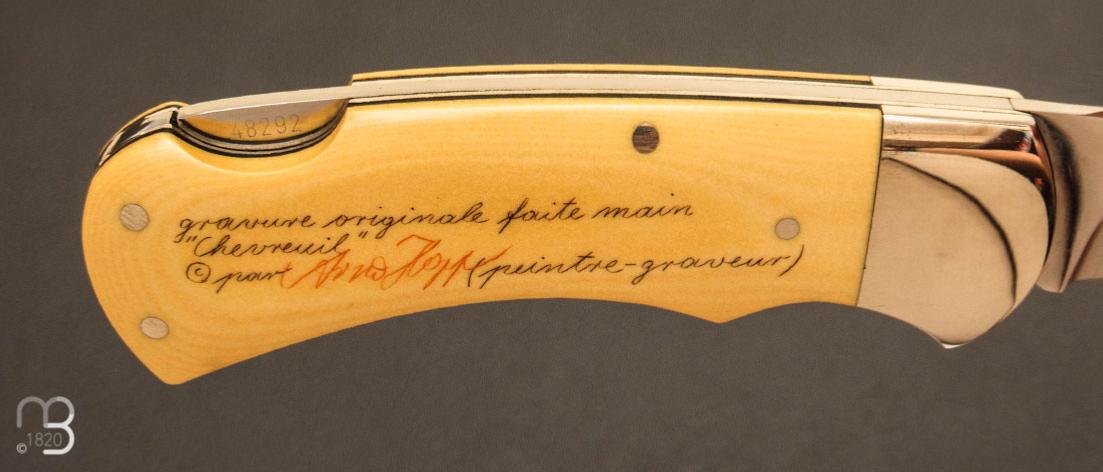 48292
gravure originale faite main
"Chevreuil"
© par (peintre-graveur)
©1820